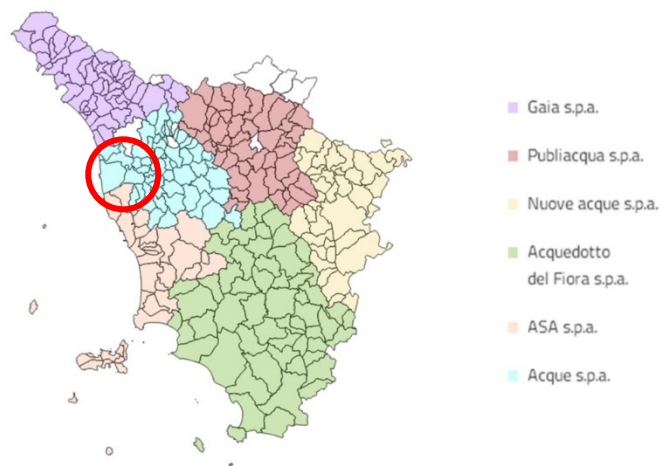 Gaia s.p.a.
Publiacqua s.p.a.
Nuove acque s.p.a.
Acquedotto
del Fiora s.p.a.
ASA s.p.a.
Acque s.p.a.